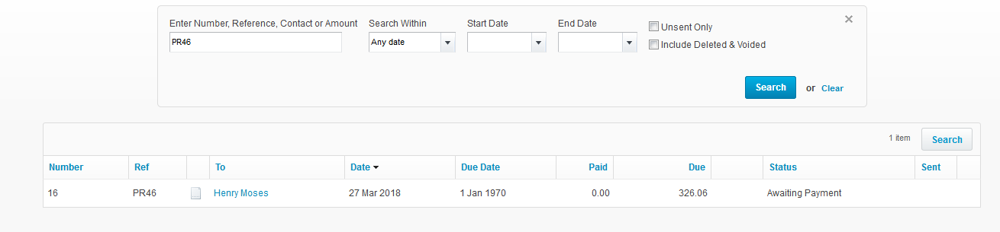 Enter Number, Reference, Contact or Amount Search Within Start Date End Date ×
PR46 Any date Unsent Only
Include Deleted & Voided
Search or Clear
1 item Search
Number Ref To Date Due Date Paid Due Status Sent
16 PR46 Henry Moses 27 Mar 2018 1 Jan 1970 0.00 326.06 Awaiting Payment